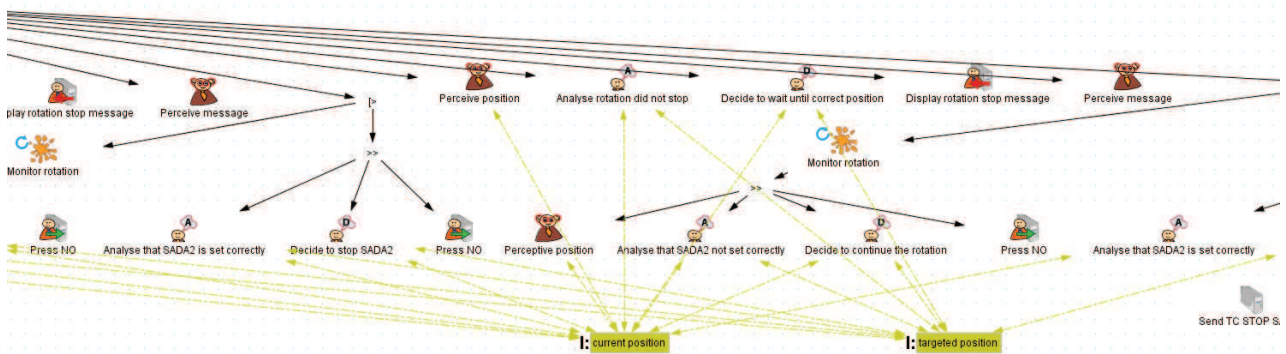 play rotation stop message
Perceive message
[>
Perceive position
A
Analyse rotation did not stop
D
Decide to wait until correct position
Display rotation stop message
Perceive message
Monitor rotation
>>
Monitor rotation
>>
Press NO
A
Analyse that SADA2 is set correctly
D
Decide to stop SADA2
Press NO
Perceptive position
A
Analyse that SADA2 not set correctly
D
Decide to continue the rotation
Press NO
A
Analyse that SADA2 is set correctly
Send TC STOP S
I: current position
I: targeted position